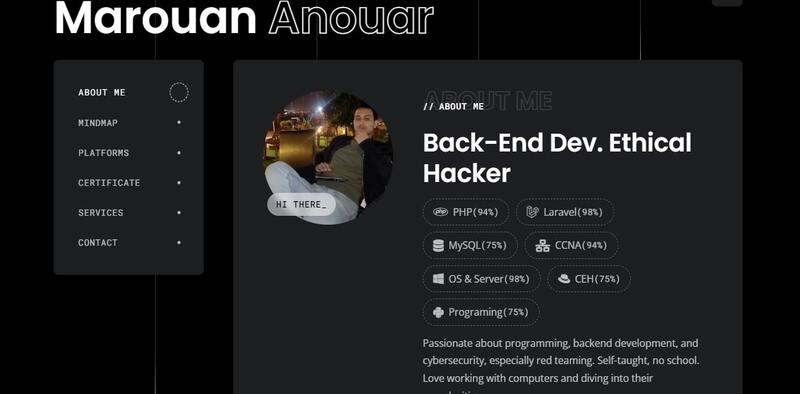 Marouan Anouar
ABOUT ME
MINDMAP
PLATFORMS
CERTIFICATE
SERVICES
CONTACT
HI THERE_
ABOUT ME
// ABOUT ME
Back-End Dev. Ethical
Hacker
PHP(94%) Laravel(98%)
MySQL(75%) CCNA(94%)
OS & Server(98%) CEH(75%)
Programing(75%)
Passionate about programming, backend development, and
cybersecurity, especially red teaming. Self-taught, no school.
Love working with computers and diving into their